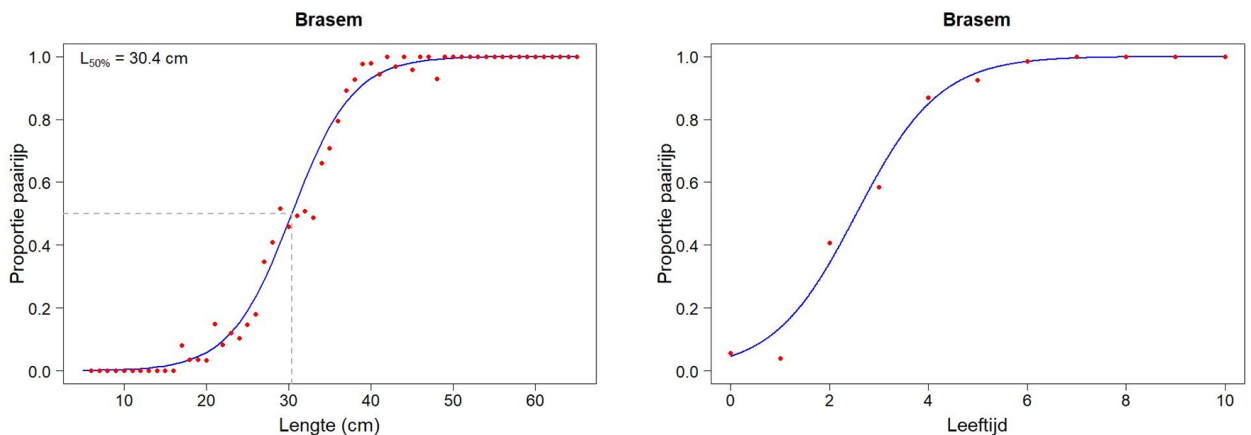 Brasem
L50% = 30.4 cm
Proportie paairijp
1.0
0.8
0.6
0.4
0.2
0.0
10 20 30 40 50 60
Lengte (cm)
Brasem
Proportie paairijp
1.0
0.8
0.6
0.4
0.2
0.0
0 2 4 6 8 10
Leeftijd